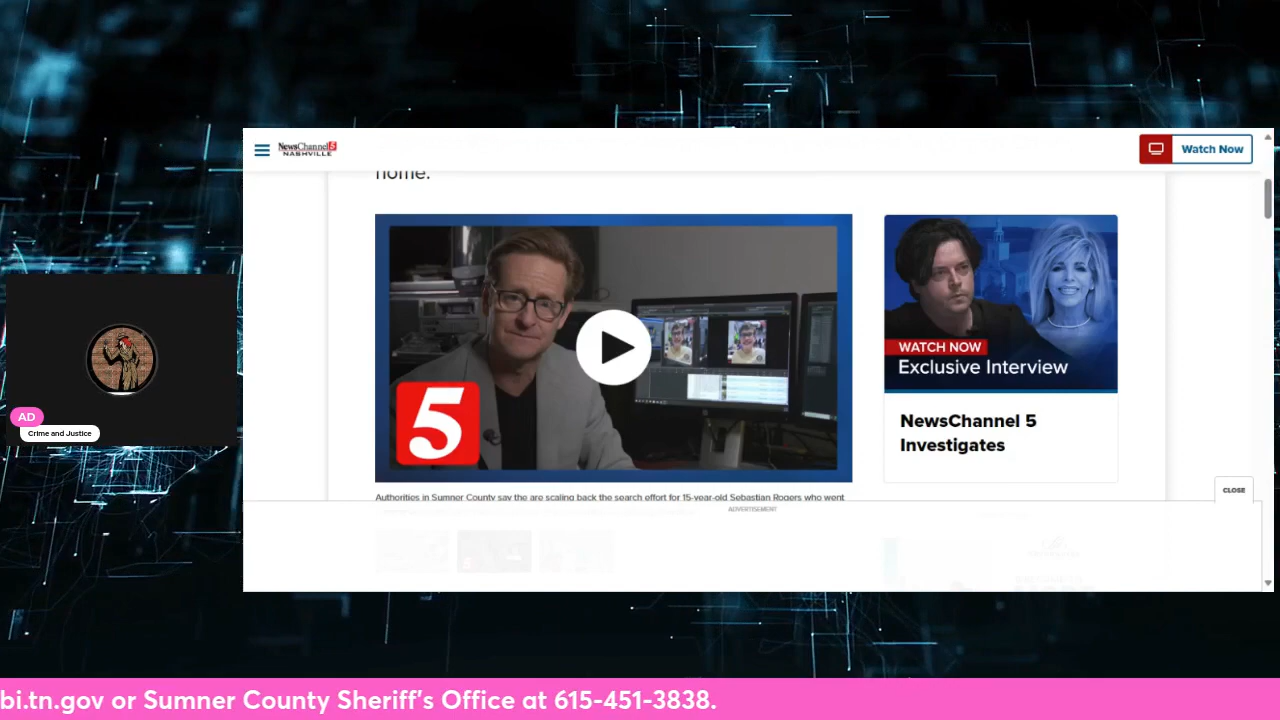 NewsChannel 5
NASHVILLE
Watch Now
home.
5
WATCH NOW
Exclusive Interview
NewsChannel 5
Investigates
Authorities in Sumner County say the are scaling back the search effort for 15-year-old Sebastian Rogers who went
CLOSE
ADVERTISEMENT
AD
Crime and Justice
bi.tn.gov or Sumner County Sheriff's Office at 615-451-3838.